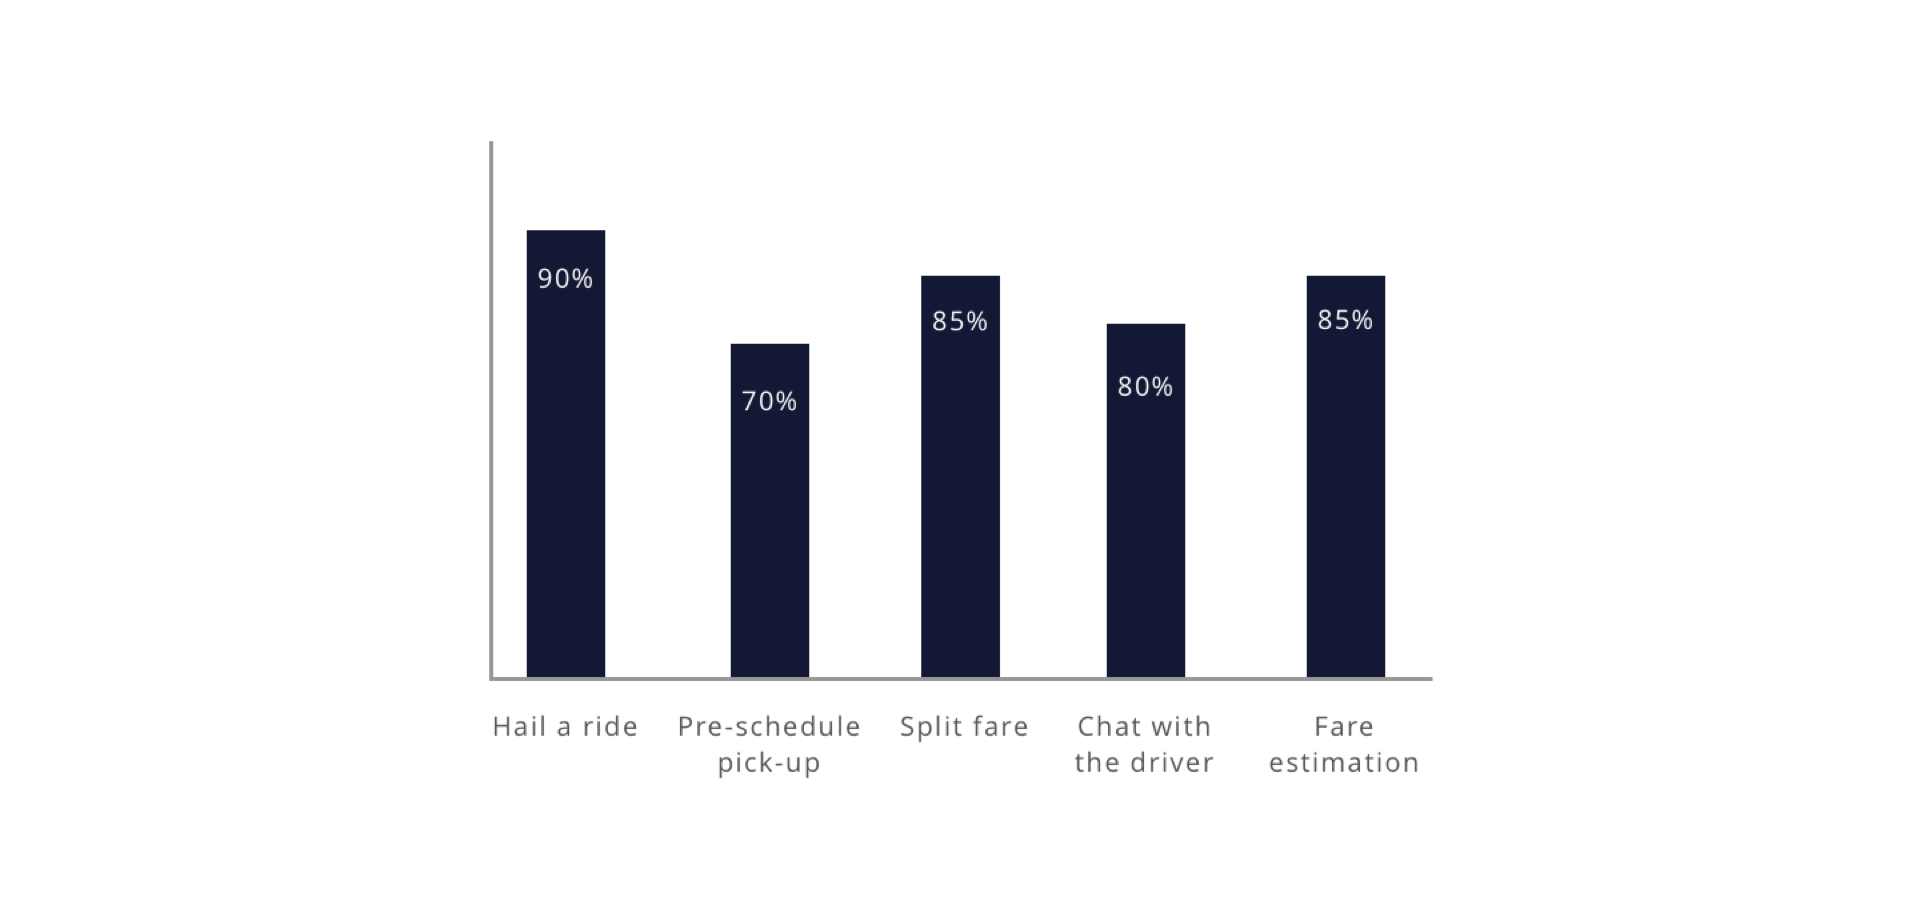 90%
70%
85%
80%
85%
Hail a ride
Pre-schedule
pick-up
Split fare
Chat with
the driver
Fare
estimation